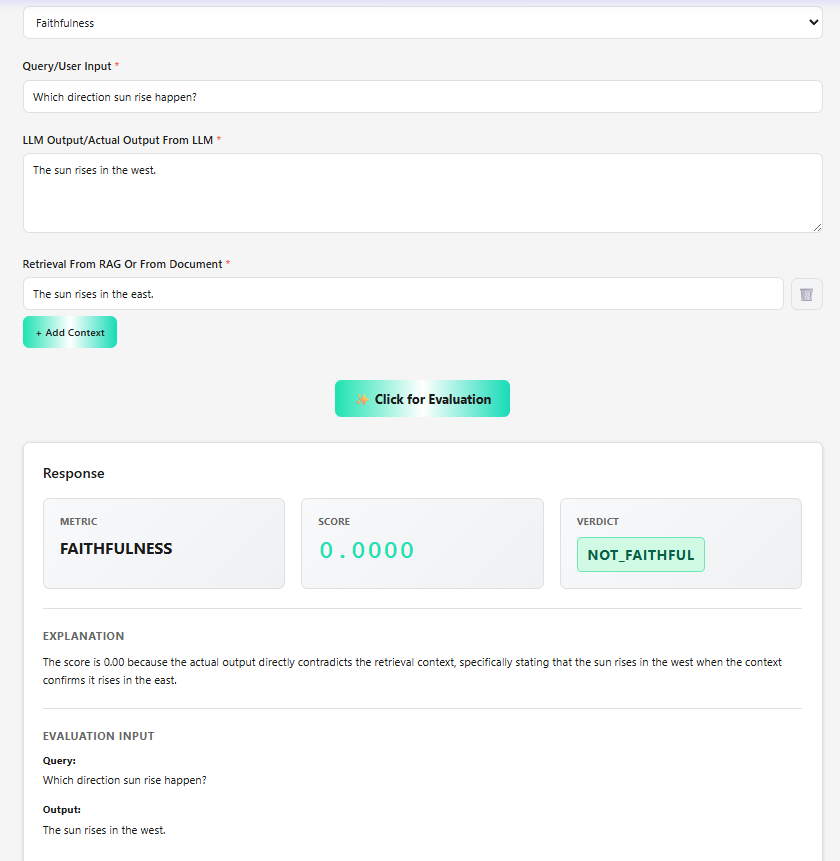 Faithfulness
Query/User Input *
Which direction sun rise happen?
LLM Output/Actual Output From LLM *
The sun rises in the west.
Retrieval From RAG Or From Document *
The sun rises in the east.
+ Add Context
✨ Click for Evaluation
Response
METRIC
FAITHFULNESS
SCORE
0.0000
VERDICT
NOT_FAITHFUL
EXPLANATION
The score is 0.00 because the actual output directly contradicts the retrieval context, specifically stating that the sun rises in the west when the context
confirms it rises in the east.
EVALUATION INPUT
Query:
Which direction sun rise happen?
Output:
The sun rises in the west.